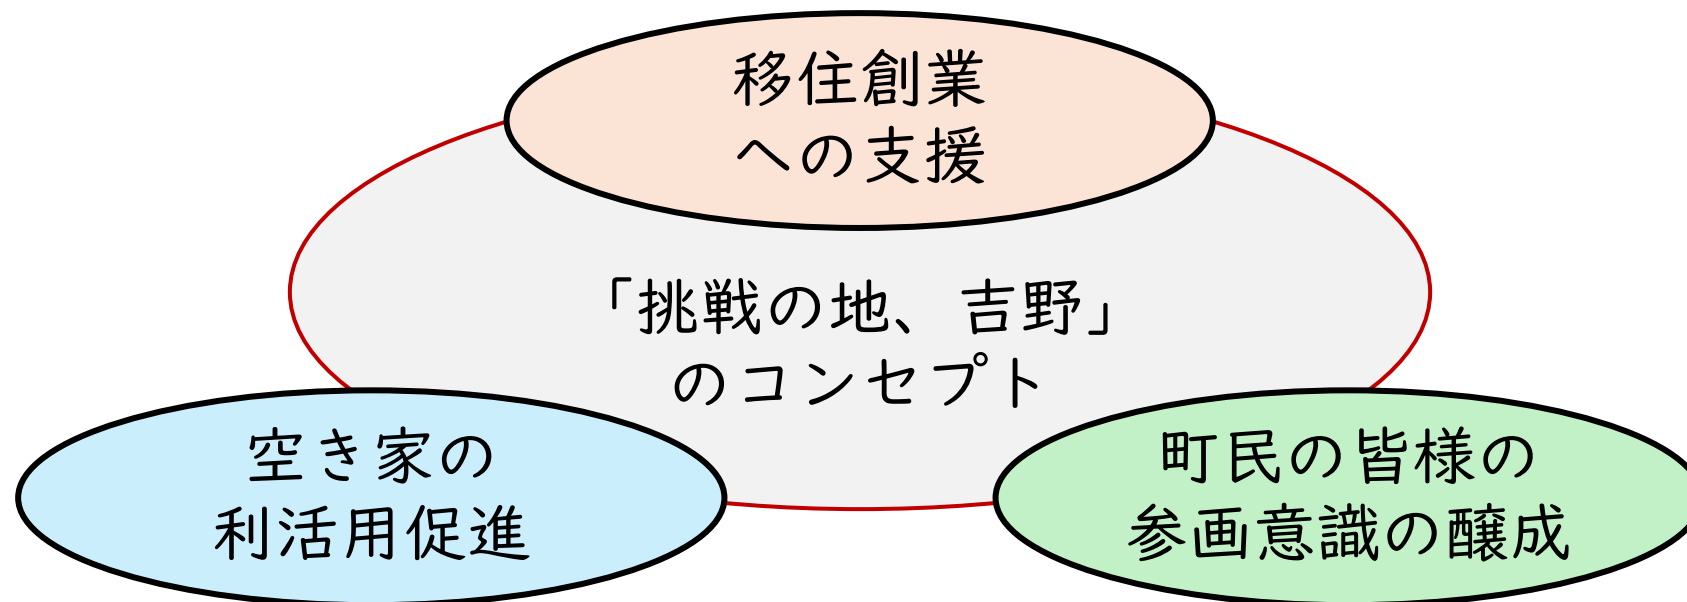 移住創業
への支援
「挑戦の地、吉野」
のコンセプト
空き家の
利活用促進
町民の皆様の
参画意識の醸成